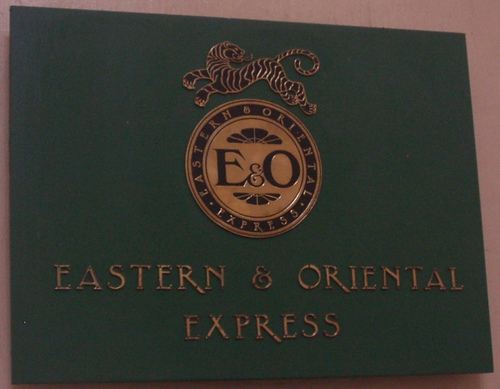 EASTERN & ORIENTAL
E&O
· EXPRESS ·
EASTERN & ORIENTAL
EXPRESS